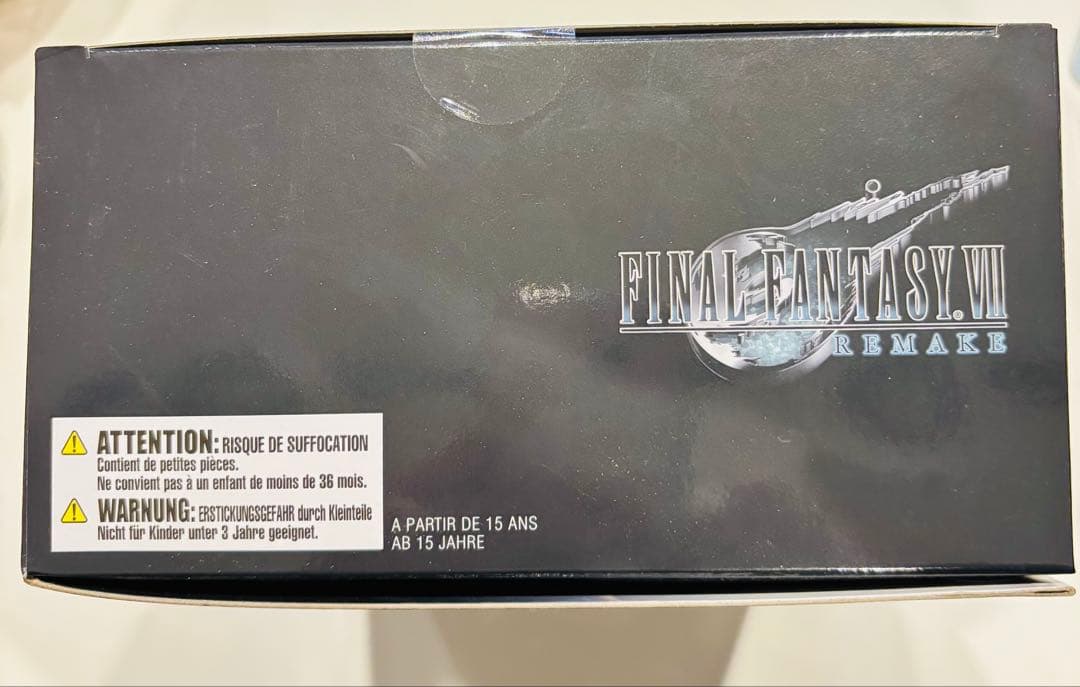 FINAL FANTASY® VII
REMAKE
ATTENTION: RISQUE DE SUFFOCATION
Contient de petites pièces.
Ne convient pas à un enfant de moins de 36 mois.
WARNUNG: ERSTICKUNGSGEFAHR durch Kleinteile
Nicht für Kinder unter 3 Jahre geeignet.
A PARTIR DE 15 ANS
AB 15 JAHRE